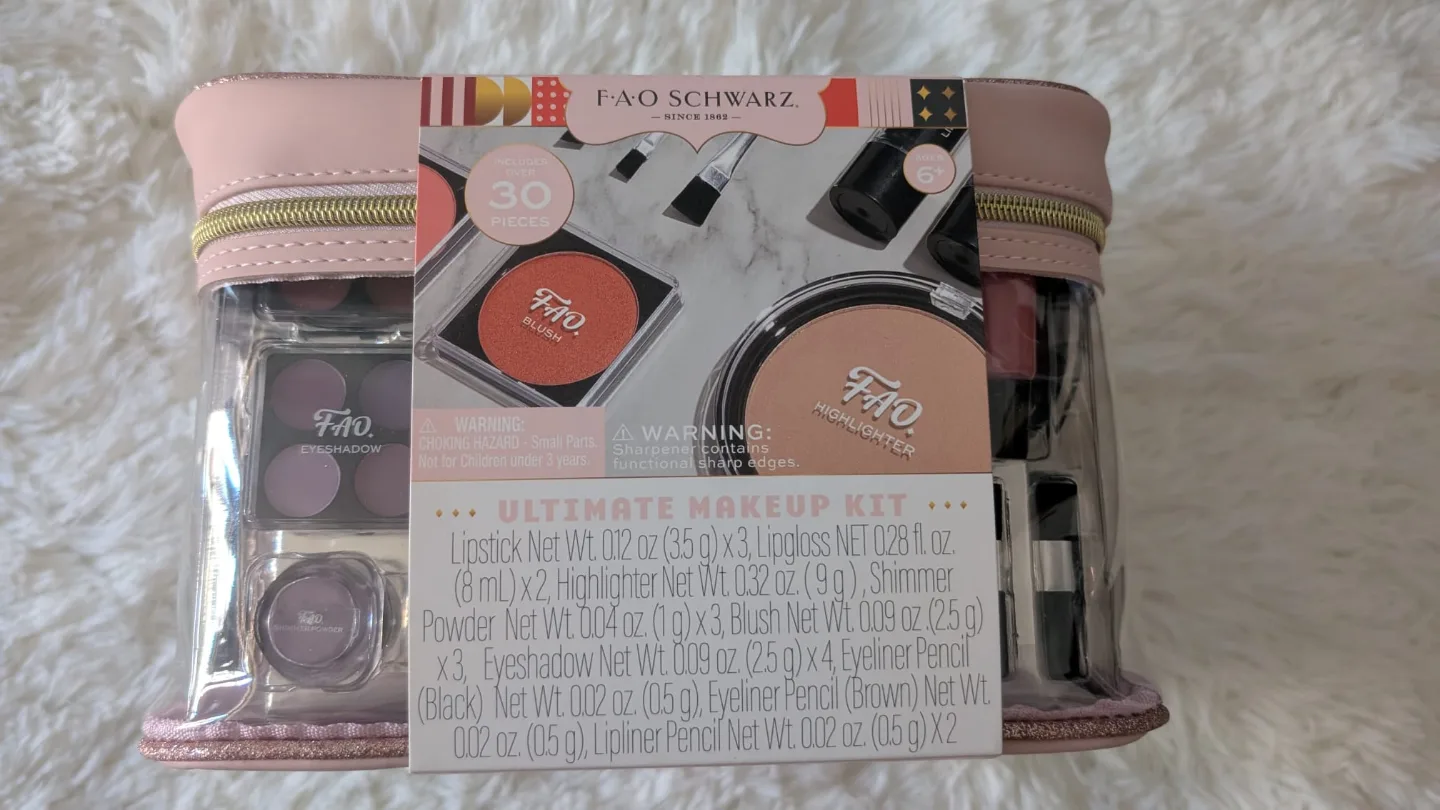 F·A·O SCHWARZ
— SINCE 1862 —
INCLUDES
OVER
30
PIECES
AGES
6+
FAO.
BLUSH
FAO.
HIGHLIGHTER
FAO.
EYESHADOW
WARNING:
CHOKING HAZARD - Small Parts.
Not for Children under 3 years.
WARNING:
Sharpener contains
functional sharp edges.
ULTIMATE MAKEUP KIT
Lipstick Net Wt. 0.12 oz (3.5 g) x 3, Lipgloss NET 0.28 fl. oz.
(8 mL) x 2, Highlighter Net Wt. 0.32 oz. ( 9 g ) , Shimmer
Powder Net Wt. 0.04 oz. (1 g) x 3, Blush Net Wt. 0.09 oz (2.5 g)
x 3, Eyeshadow Net Wt. 0.09 oz. (2.5 g) x 4, Eyeliner Pencil
(Black) Net Wt. 0.02 oz. (0.5 g), Eyeliner Pencil (Brown) Net Wt.
0.02 oz. (0.5 g), Lipliner Pencil Net Wt. 0.02 oz. (0.5 g) X 2
FAO.
SHIMMER POWDER